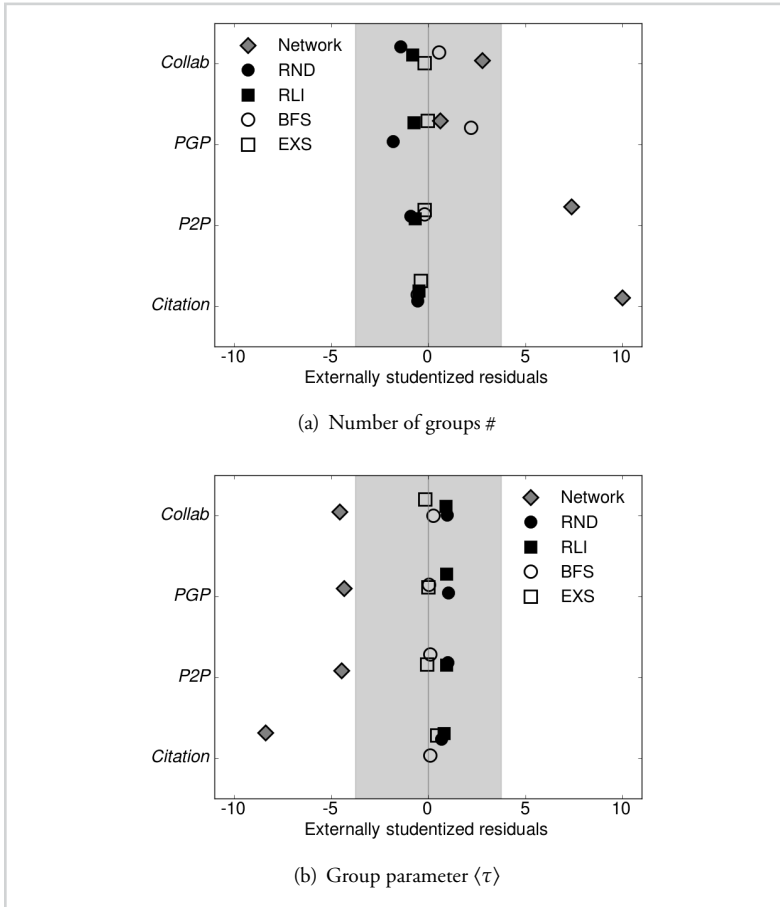 Network
RND
RLI
BFS
EXS
Collab
PGP
P2P
Citation
-10 -5 0 5 10
Externally studentized residuals
(a) Number of groups #
Network
RND
RLI
BFS
EXS
Collab
PGP
P2P
Citation
-10 -5 0 5 10
Externally studentized residuals
(b) Group parameter ⟨τ⟩